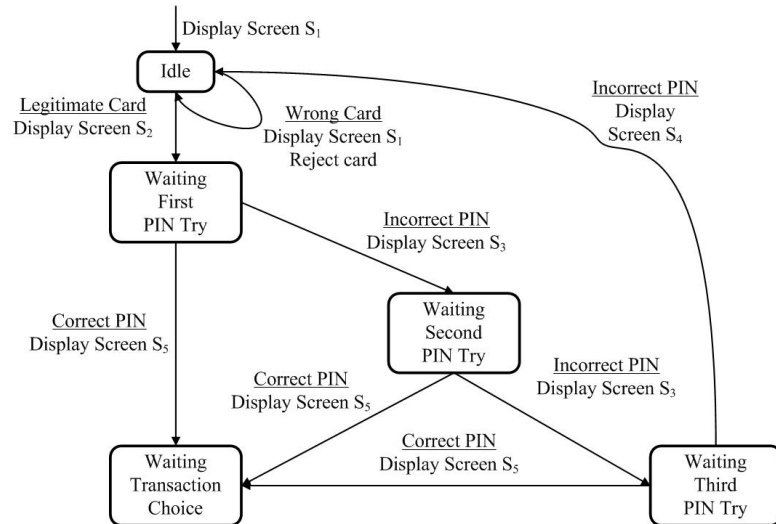 Display Screen S₁
Idle
Legitimate Card
Display Screen S₂
Wrong Card
Display Screen S₁
Reject card
Incorrect PIN
Display
Screen S₄
Waiting
First
PIN Try
Incorrect PIN
Display Screen S₃
Correct PIN
Display Screen S₅
Waiting
Second
PIN Try
Correct PIN
Display Screen S₅
Incorrect PIN
Display Screen S₃
Waiting
Transaction
Choice
Correct PIN
Display Screen S₅
Waiting
Third
PIN Try